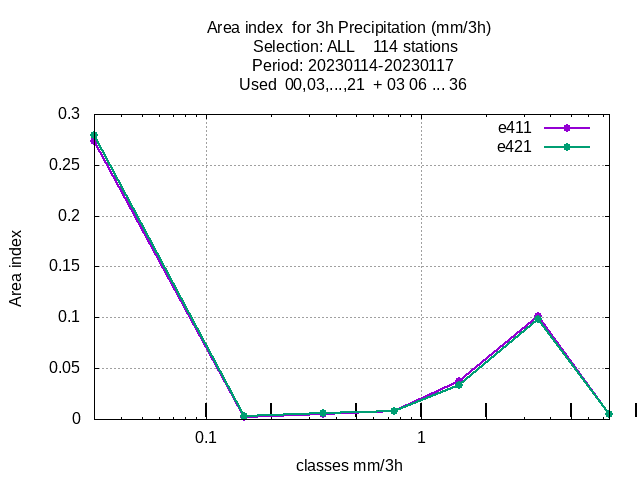 Area index  for 3h Precipitation (mm/3h)
Selection: ALL    114 stations
Period: 20230114-20230117
Used  00,03,...,21  + 03 06 ... 36
e411
e421
0.3
0.25
0.2
0.15
0.1
0.05
0
Area index
0.1
1
classes mm/3h